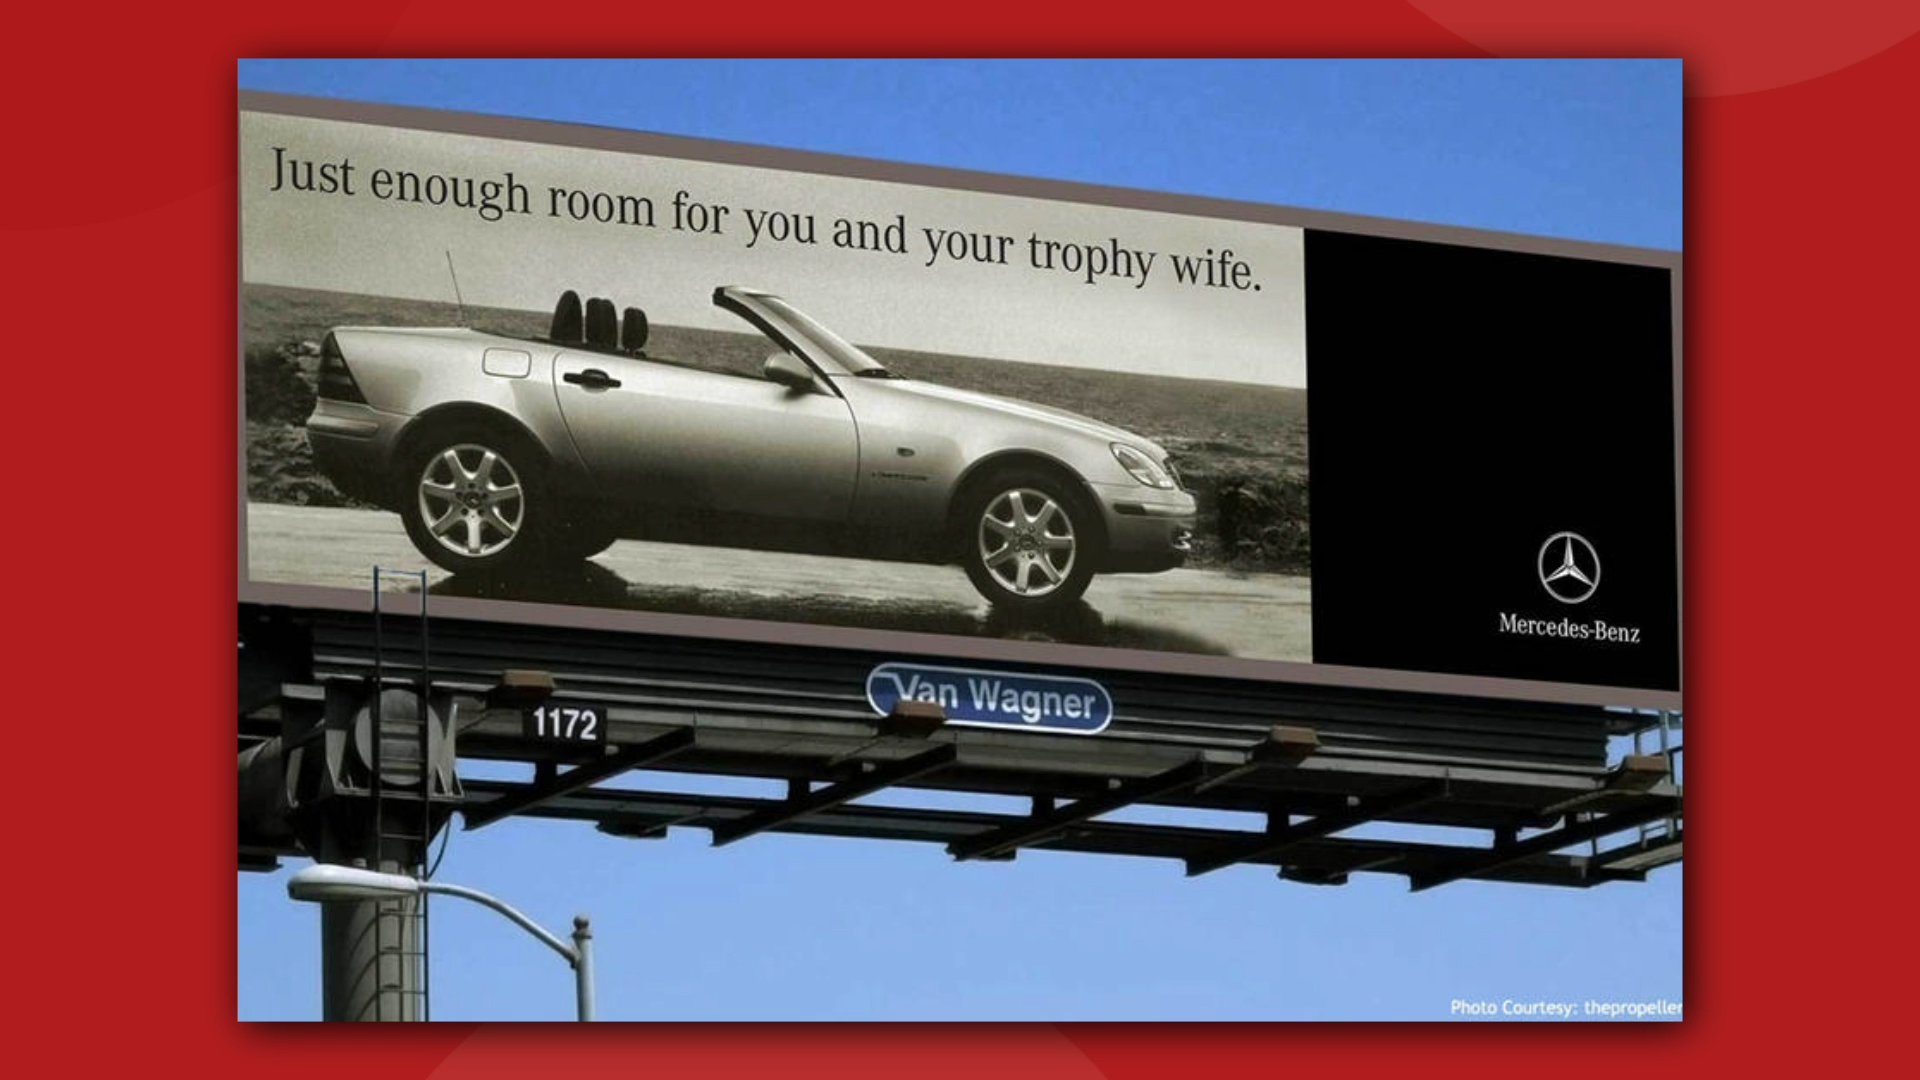 Just enough room for you and your trophy wife.
Mercedes-Benz
Van Wagner
1172
Photo Courtesy: thepropeller